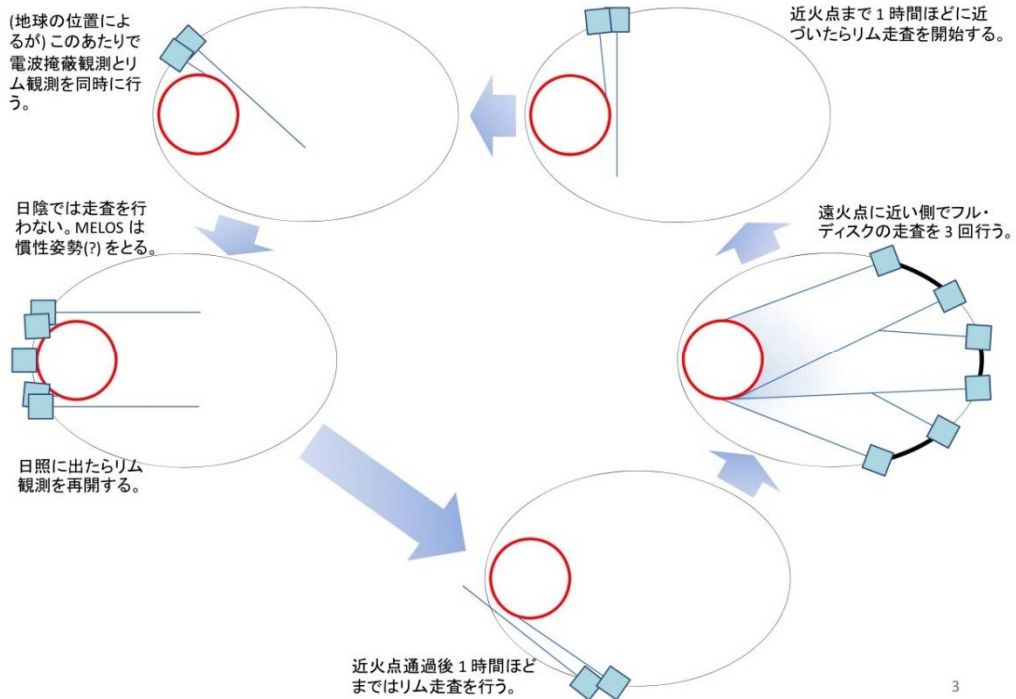 (地球の位置によ
るが) このあたりで
電波掩蔽観測とリ
ム観測を同時に行
う。
近火点まで 1 時間ほどに近
づいたらリム走査を開始する。
日陰では走査を行
わない。MELOS は
慣性姿勢(?) をとる。
遠火点に近い側でフル・
ディスクの走査を 3 回行う。
日照に出たらリム
観測を再開する。
近火点通過後 1 時間ほど
まではリム走査を行う。
3